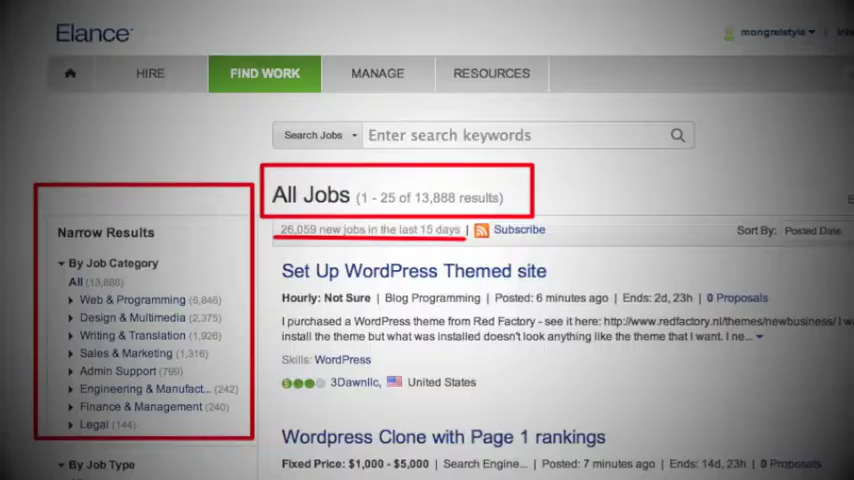 Elance
mongrelstyle
HIRE
FIND WORK
MANAGE
RESOURCES
Search Jobs
Enter search keywords
All Jobs (1 - 25 of 13,888 results)
26,059 new jobs in the last 15 days | Subscribe
Sort By: Posted Date
Narrow Results
By Job Category
All (13,888)
Web & Programming (6,846)
Design & Multimedia (2,375)
Writing & Translation (1,926)
Sales & Marketing (1,316)
Admin Support (799)
Engineering & Manufact... (242)
Finance & Management (240)
Legal (144)
By Job Type
Set Up WordPress Themed site
Hourly: Not Sure | Blog Programming | Posted: 6 minutes ago | Ends: 2d, 23h | 0 Proposals
I purchased a WordPress theme from Red Factory - see it here: http://www.redfactory.nl/themes/newbusiness/ I w
install the theme but what was installed doesn't look anything like the theme that I want. I ne...
Skills: WordPress
3Dawnllc, United States
Wordpress Clone with Page 1 rankings
Fixed Price: $1,000 - $5,000 | Search Engine... | Posted: 7 minutes ago | Ends: 14d, 23h | 0 Proposals